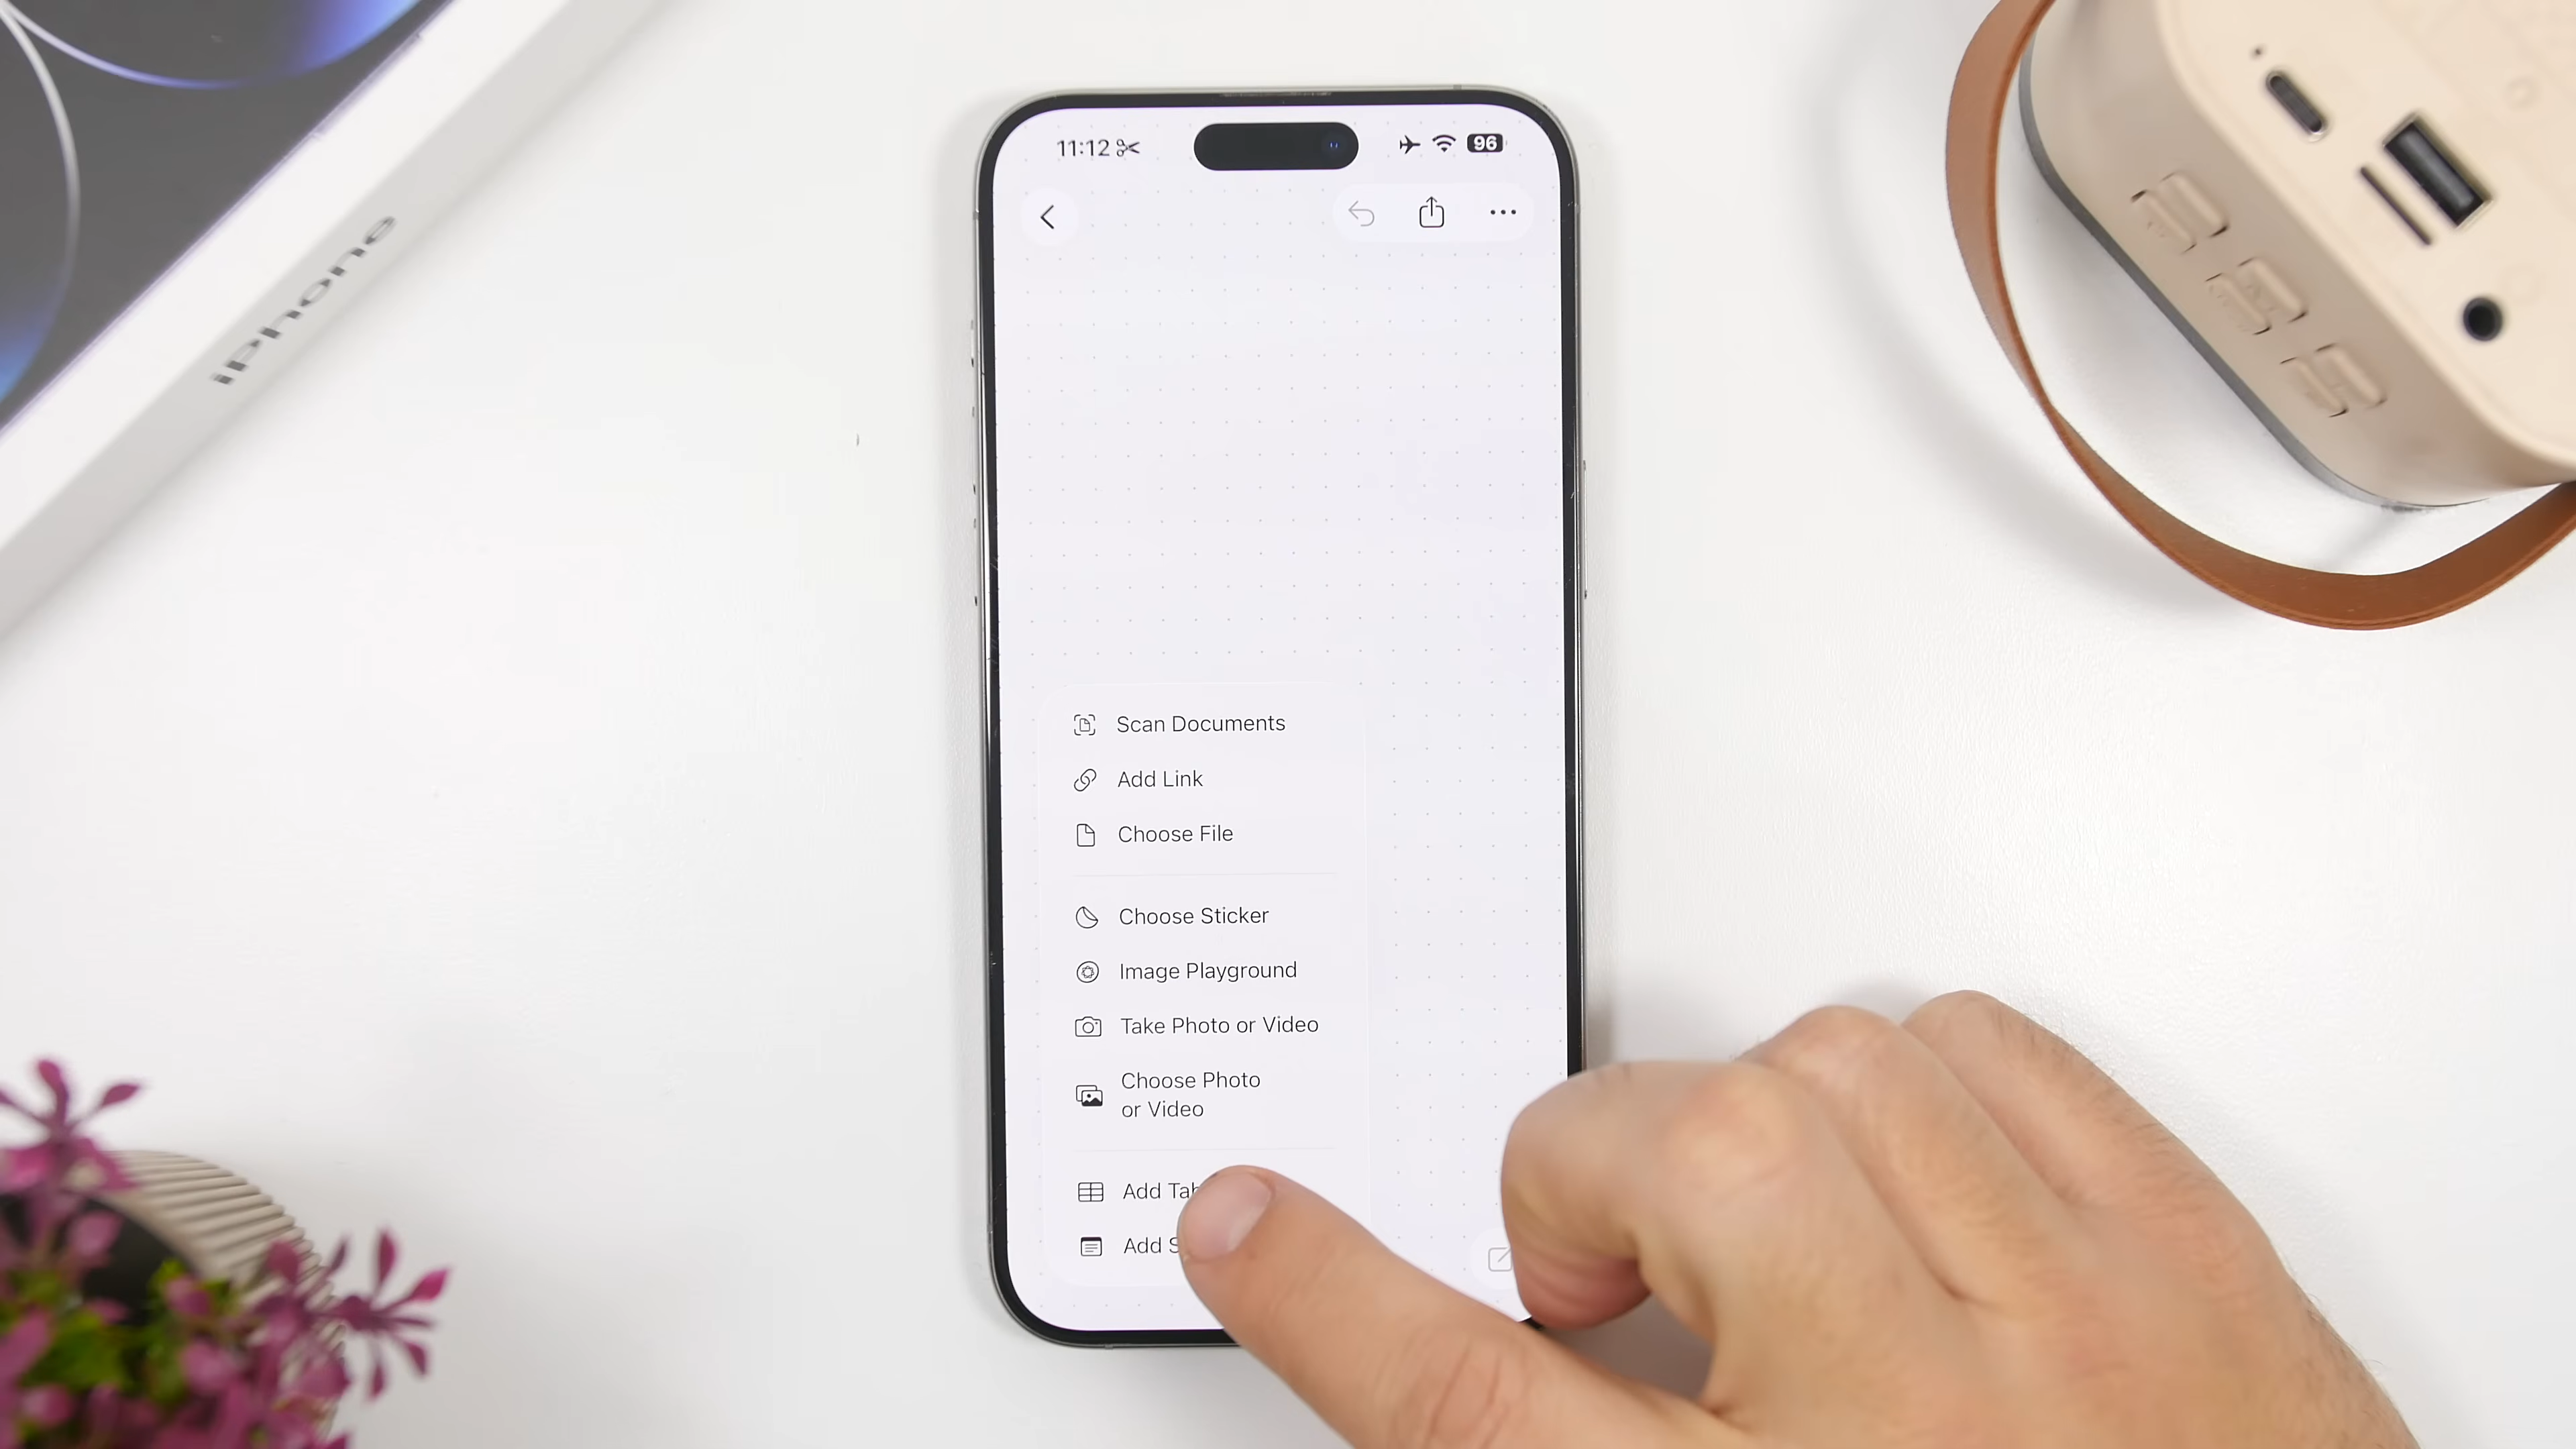 iPhone
11:12
96
Scan Documents
Add Link
Choose File
Choose Sticker
Image Playground
Take Photo or Video
Choose Photo
or Video
Add
Add